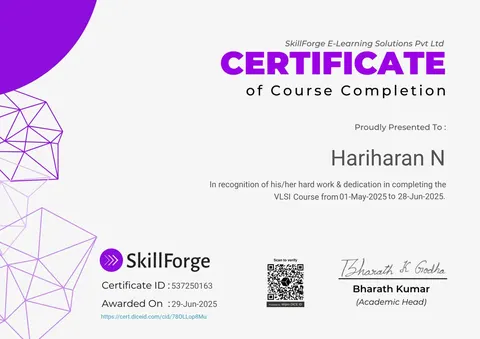 SkillForge E-Learning Solutions Pvt Ltd
CERTIFICATE
of Course Completion
Proudly Presented To :
Hariharan N
In recognition of his/her hard work & dedication in completing the
VLSI Course from 01-May-2025 to 28-Jun-2025.
SkillForge
Certificate ID : 537250163
Awarded On : 29-Jun-2025
Scan to verify
Bharath K Godha
Bharath Kumar
(Academic Head)